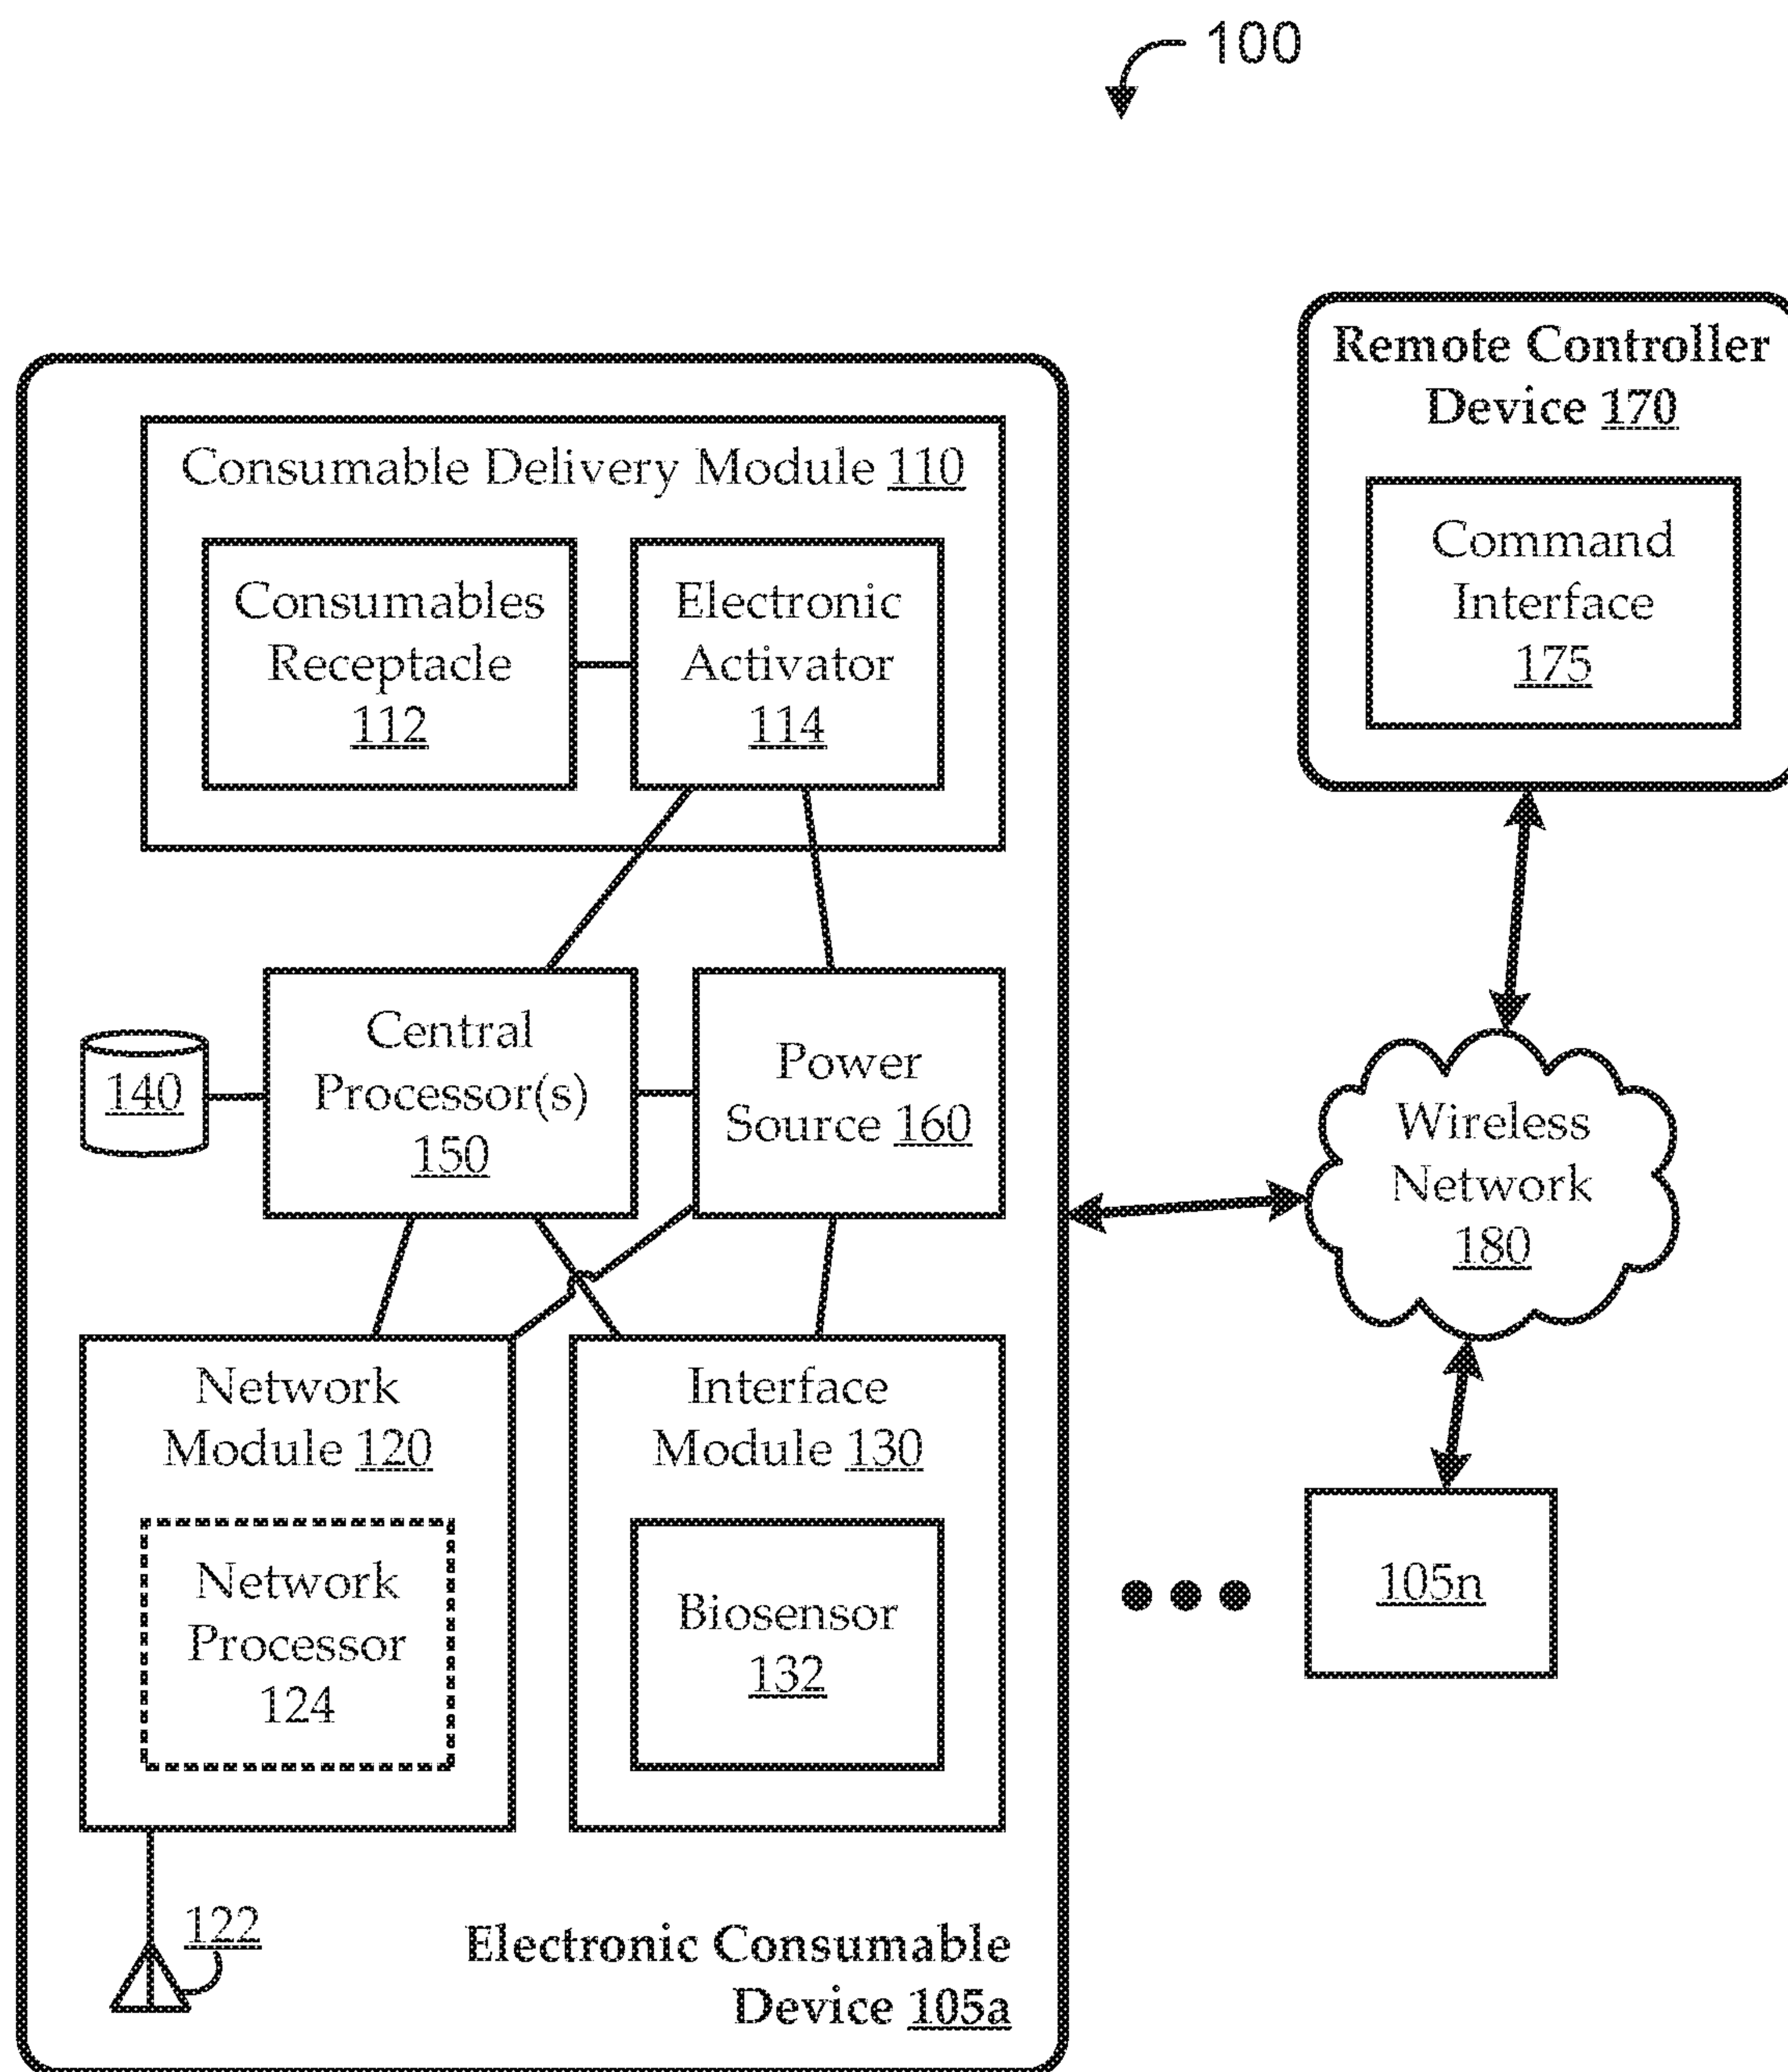 100
Remote Controller
Device 170
Command
Interface
175
Consumable Delivery Module 110
Consumables
Receptacle
112
Electronic
Activator
114
140
Central
Processor(s)
150
Power
Source 160
Wireless
Network
180
Network
Module 120
Network
Processor
124
Interface
Module 130
Biosensor
132
105n
122
Electronic Consumable
Device 105a